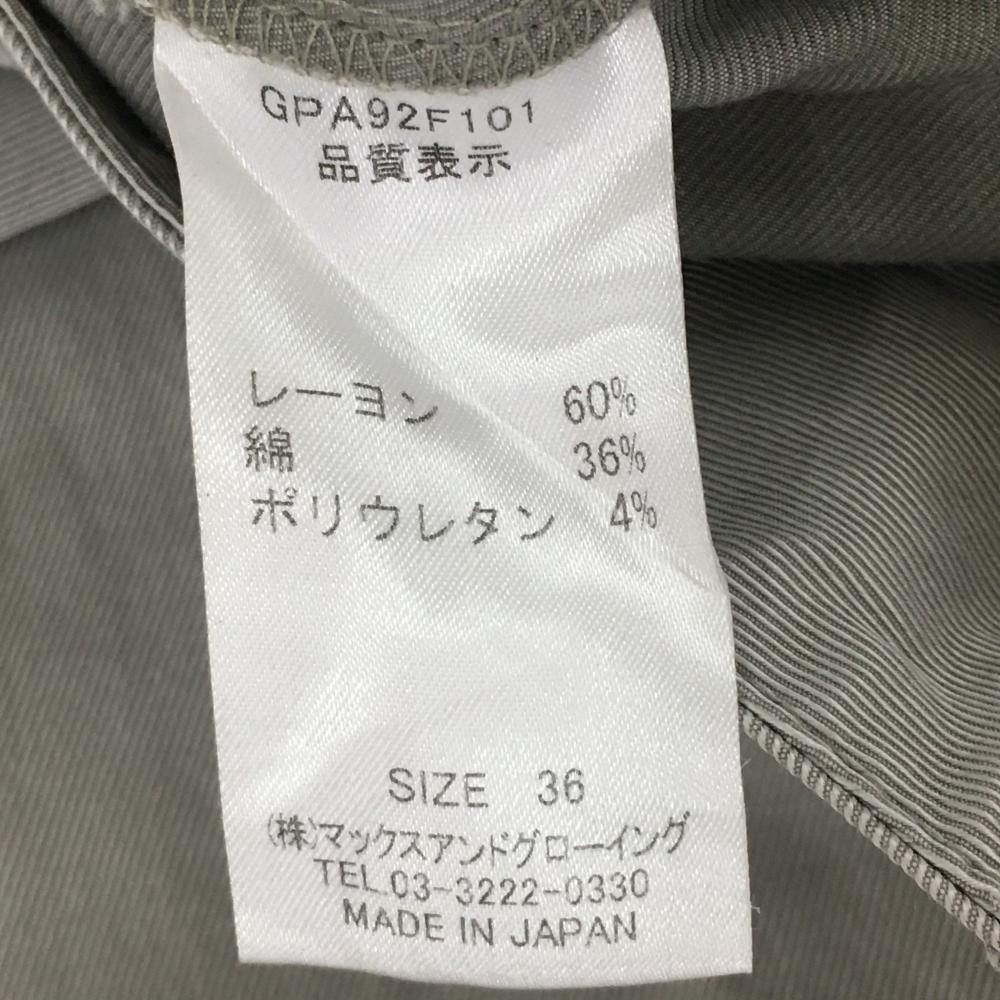 GPA92F101
品質表示
レーヨン 60%
綿 36%
ポリウレタン 4%
SIZE 36
(株)マックスアンドグローイング
TEL.03-3222-0330
MADE IN JAPAN